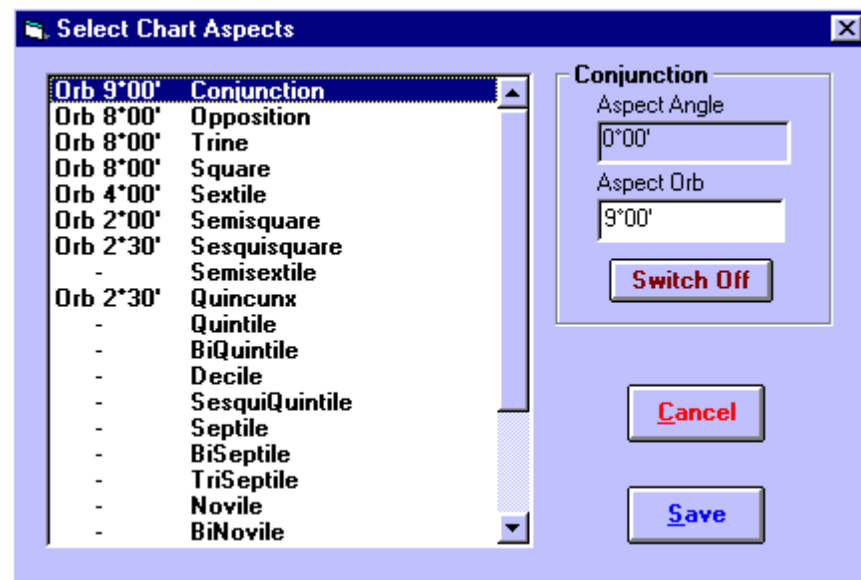 Select Chart Aspects
Orb 9°00' Conjunction
Orb 8°00' Opposition
Orb 8°00' Trine
Orb 8°00' Square
Orb 4°00' Sextile
Orb 2°00' Semisquare
Orb 2°30' Sesquisquare
- Semisextile
Orb 2°30' Quincunx
- Quintile
- BiQuintile
- Decile
- SesquiQuintile
- Septile
- BiSeptile
- TriSeptile
- Novile
- BiNovile
Conjunction
Aspect Angle
0°00'
Aspect Orb
9°00'
Switch Off
Cancel
Save